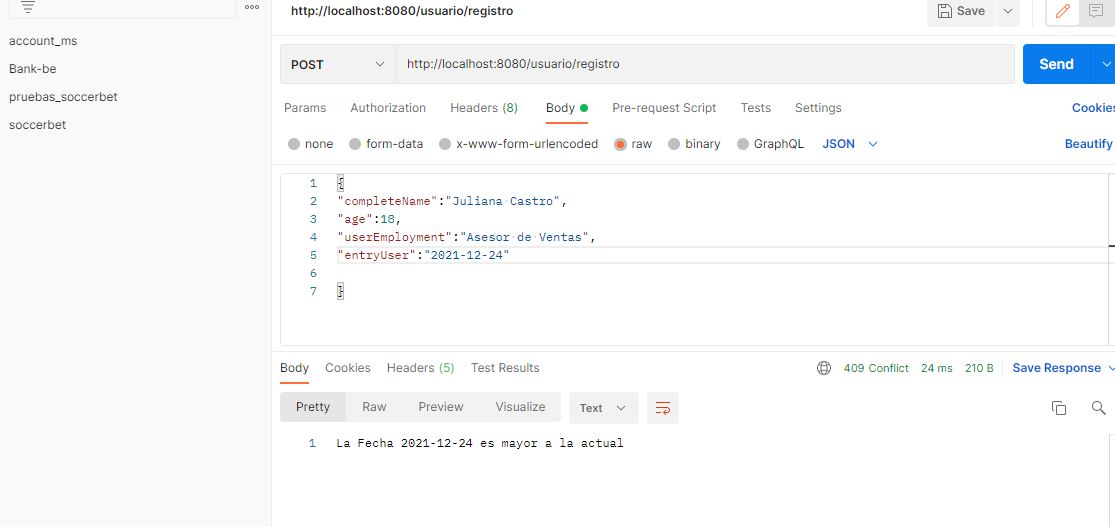 http://localhost:8080/usuario/registro
Save
account_ms
Bank-be
pruebas_soccerbet
soccerbet
POST
http://localhost:8080/usuario/registro
Send
Params Authorization Headers (8) Body Pre-request Script Tests Settings Cookies
none form-data x-www-form-urlencoded raw binary GraphQL JSON Beautify
1 {
2 "completeName":"Juliana Castro",
3 "age":18,
4 "userEmployment":"Asesor de Ventas",
5 "entryUser":"2021-12-24"
6
7 }
Body Cookies Headers (5) Test Results 409 Conflict 24 ms 210 B Save Response
Pretty Raw Preview Visualize Text
1 La Fecha 2021-12-24 es mayor a la actual